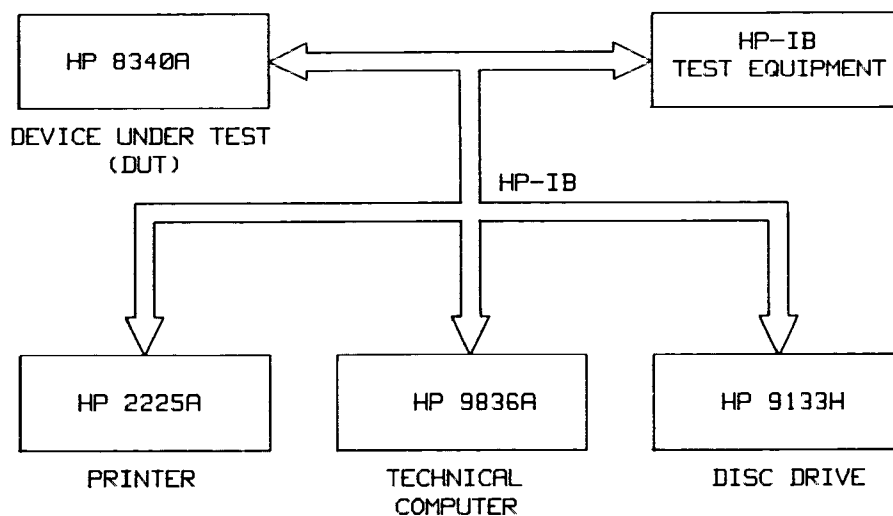 HP 8340A
HP-IB
TEST EQUIPMENT
DEVICE UNDER TEST
(DUT)
HP-IB
HP 2225A
HP 9836A
HP 9133H
PRINTER
TECHNICAL
COMPUTER
DISC DRIVE